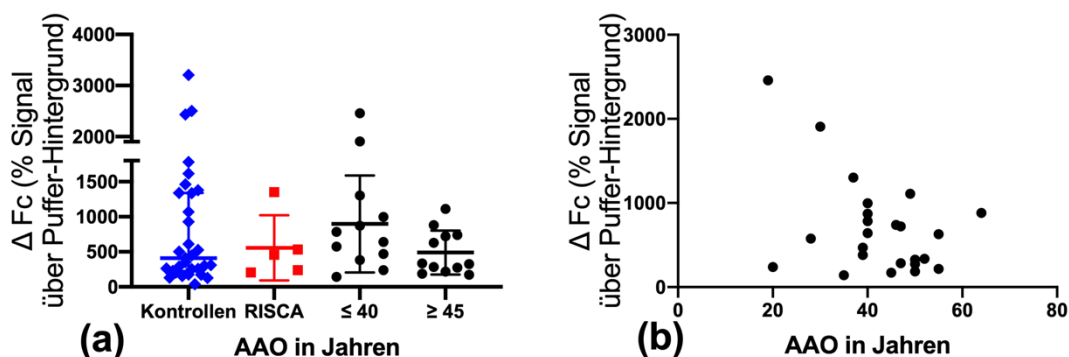 Δ Fc (% Signal
über Puffer-Hintergrund)
4000
3000
2000
1500
1000
500
0
Kontrollen RISCA ≤ 40 ≥ 45
AAO in Jahren
(a)
Δ Fc (% Signal
über Puffer-Hintergrund)
3000
2000
1000
0
0 20 40 60 80
AAO in Jahren
(b)